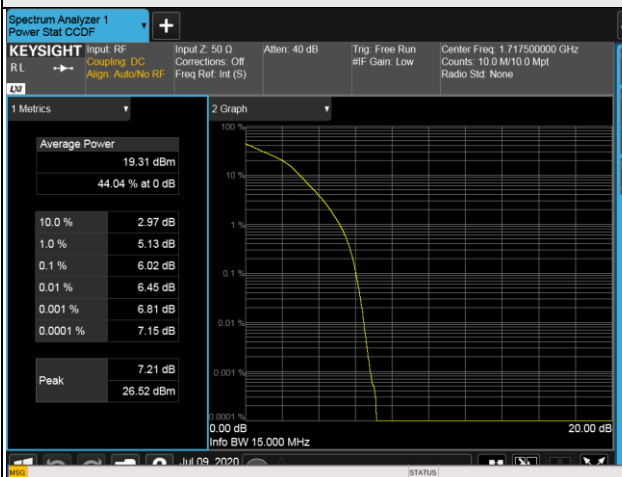 Spectrum Analyzer 1
Power Stat CCDF
KEYSIGHT
RL
LXI
Input: RF
Coupling: DC
Align: Auto/No RF
Input Z: 50 Ω
Corrections: Off
Freq Ref: Int (S)
Atten: 40 dB
Trig: Free Run
#IF Gain: Low
Center Freq: 1.717500000 GHz
Counts: 10.0 M/10.0 Mpt
Radio Std: None
1 Metrics
Average Power
19.31 dBm
44.04 % at 0 dB
10.0 % 2.97 dB
1.0 % 5.13 dB
0.1 % 6.02 dB
0.01 % 6.45 dB
0.001 % 6.81 dB
0.0001 % 7.15 dB
Peak
7.21 dB
26.52 dBm
2 Graph
100 %
10 %
1 %
0.1 %
0.01 %
0.001 %
0.0001 %
0.00 dB
20.00 dB
Info BW 15.000 MHz
Jul 09, 2020
MSG
STATUS